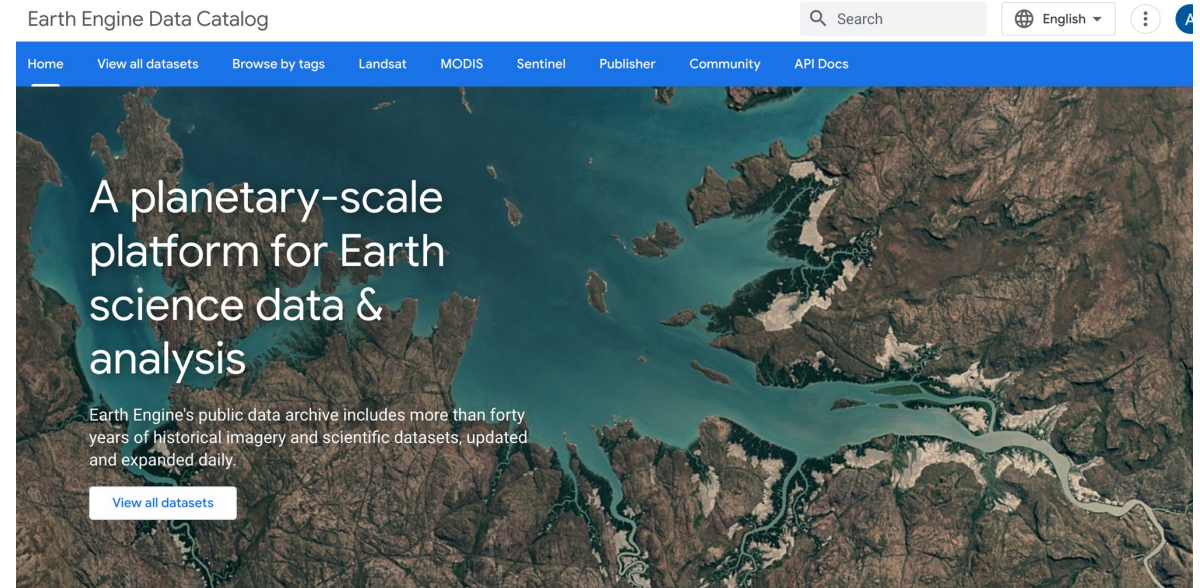 Earth Engine Data Catalog
Search
English
A
Home View all datasets Browse by tags Landsat MODIS Sentinel Publisher Community API Docs
A planetary-scale
platform for Earth
science data &
analysis
Earth Engine's public data archive includes more than forty
years of historical imagery and scientific datasets, updated
and expanded daily.
View all datasets